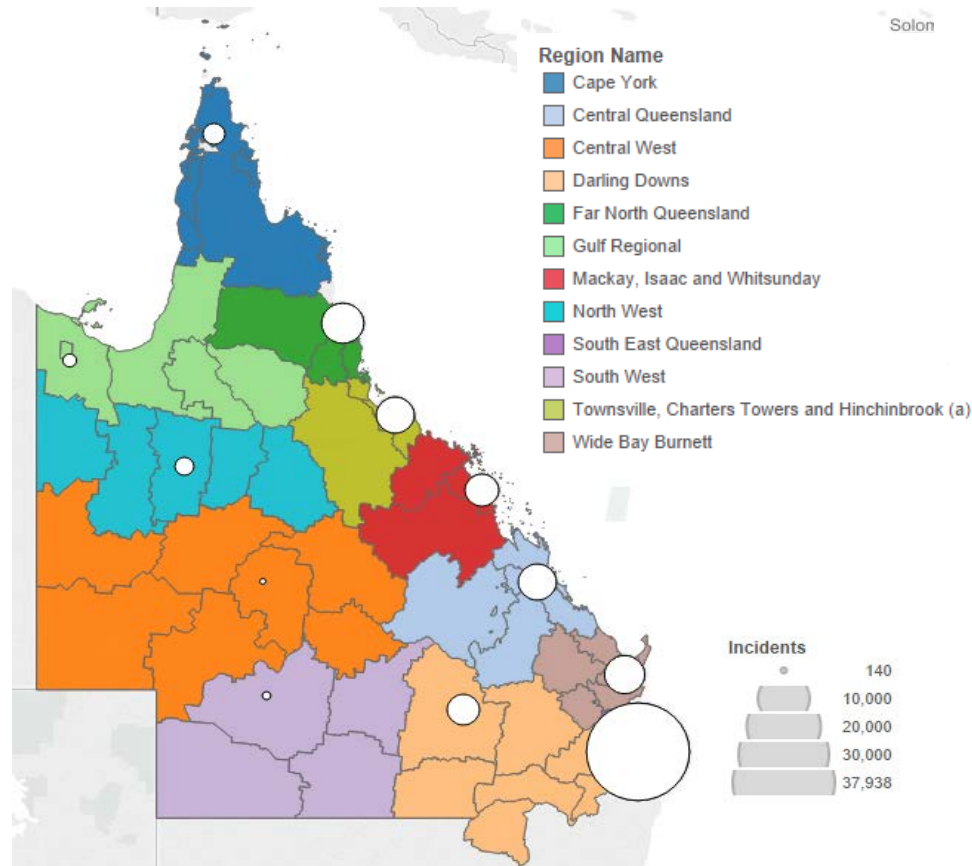 Solon
Region Name
Cape York
Central Queensland
Central West
Darling Downs
Far North Queensland
Gulf Regional
Mackay, Isaac and Whitsunday
North West
South East Queensland
South West
Townsville, Charters Towers and Hinchinbrook (a)
Wide Bay Burnett
Incidents
140
10,000
20,000
30,000
37,938